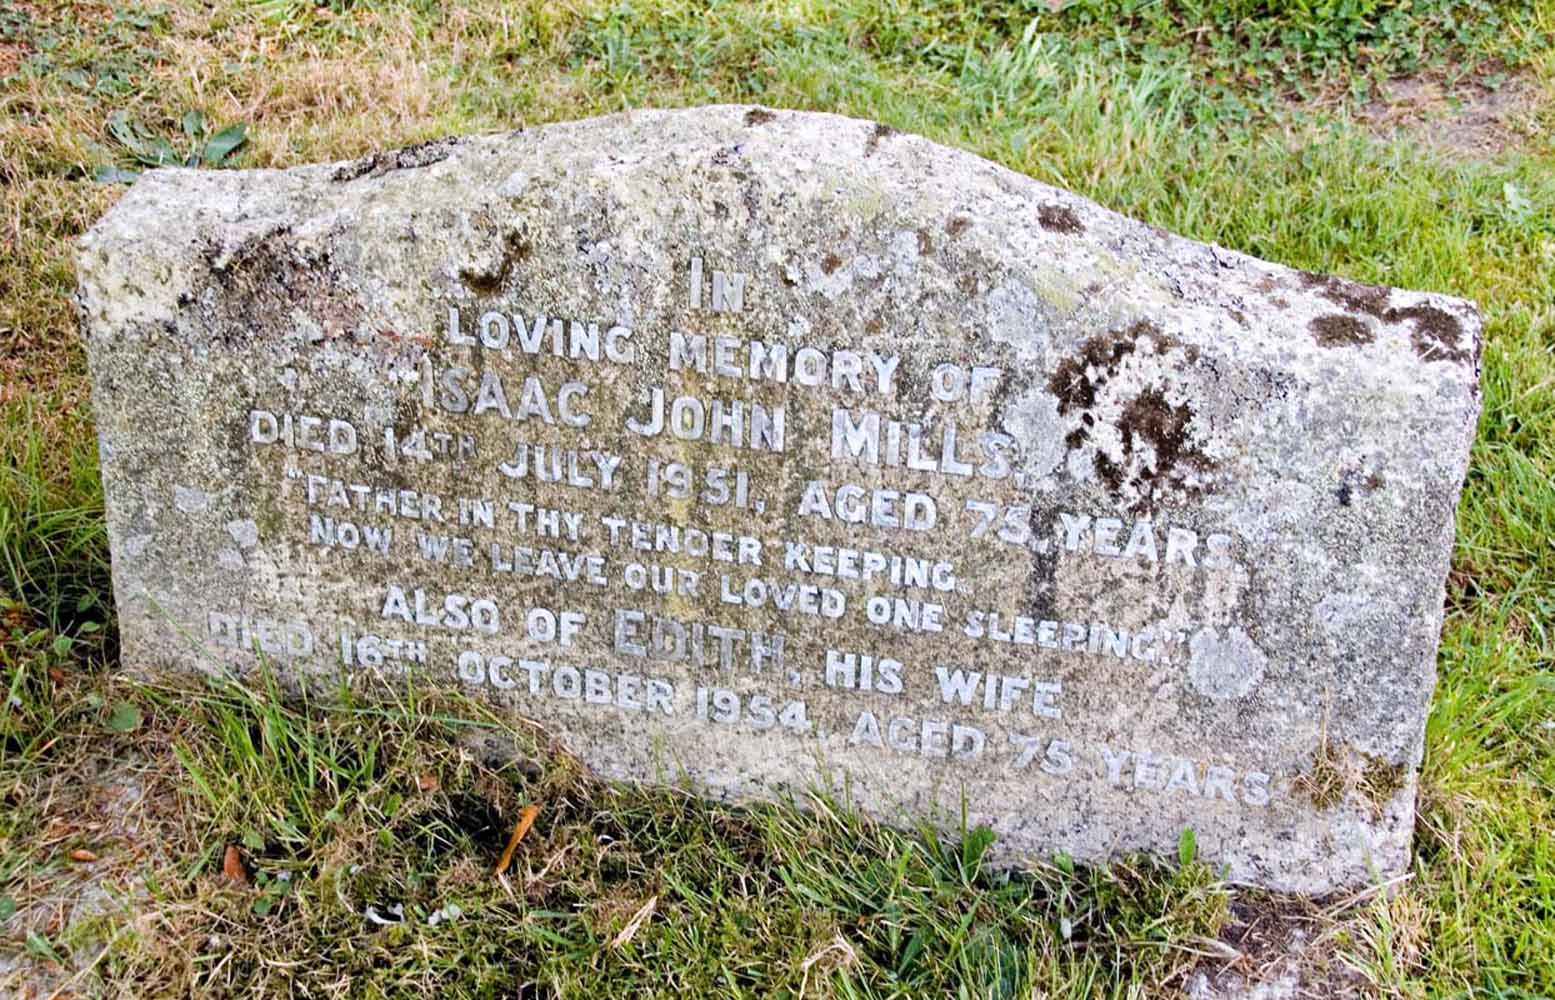 IN
LOVING MEMORY OF
ISAAC JOHN MILLS,
DIED 14TH JULY 1951, AGED 75 YEARS.
"FATHER IN THY TENDER KEEPING,
NOW WE LEAVE OUR LOVED ONE SLEEPING."
ALSO OF EDITH, HIS WIFE
DIED 16TH OCTOBER 1954, AGED 75 YEARS